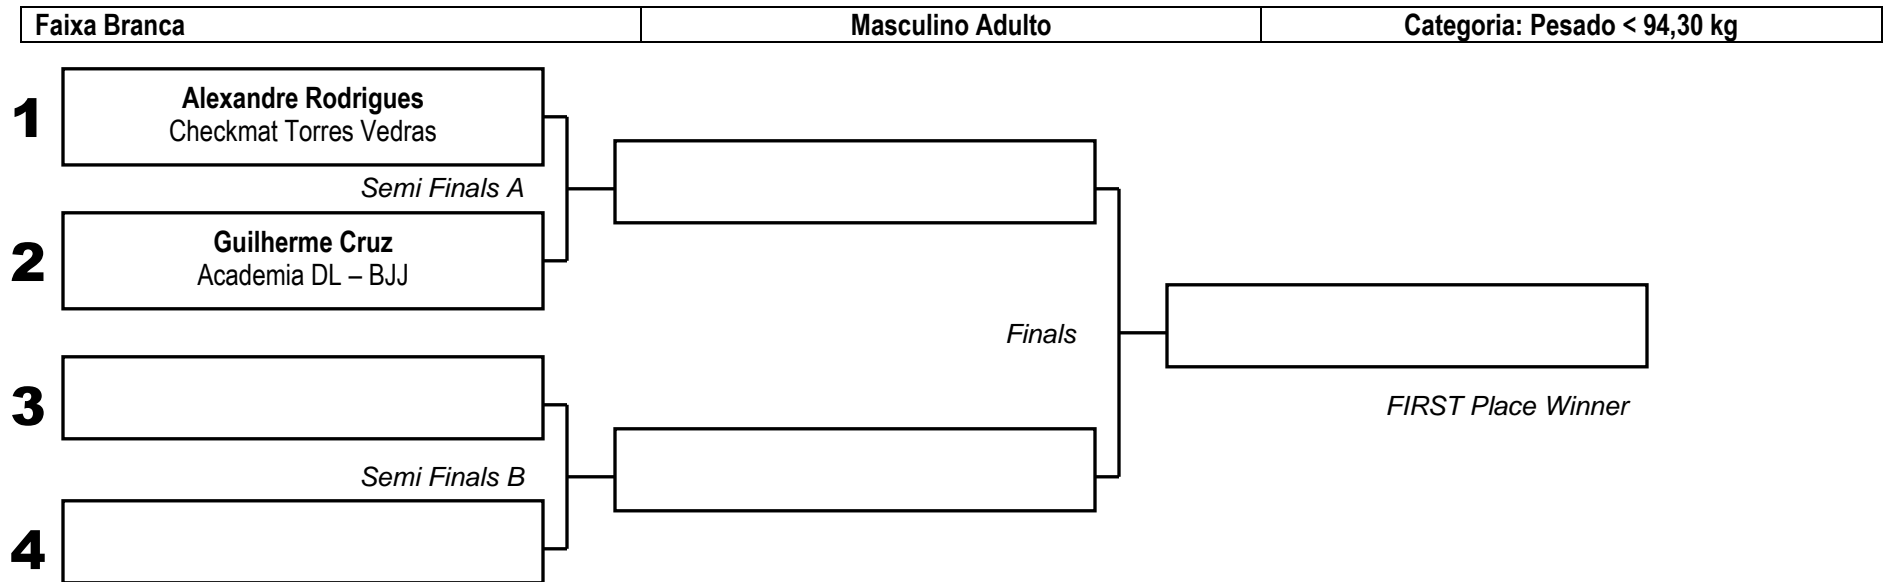 Faixa Branca Masculino Adulto Categoria: Pesado < 94,30 kg
1
Alexandre Rodrigues
Checkmat Torres Vedras
Semi Finals A
2
Guilherme Cruz
Academia DL – BJJ
Finals
3
FIRST Place Winner
Semi Finals B
4